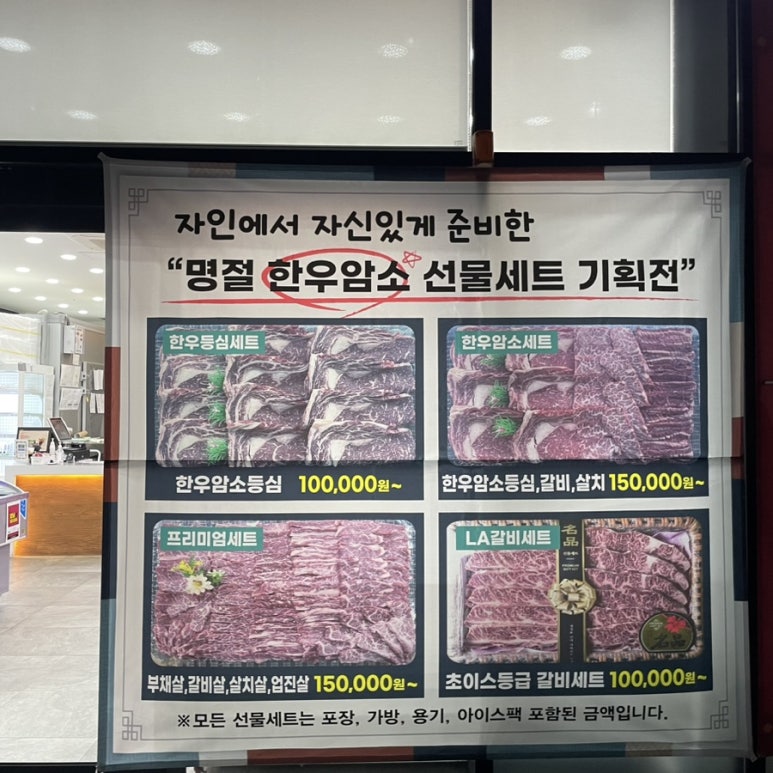 자인에서 자신있게 준비한
“명절 한우암소 선물세트 기획전”
한우등심세트
한우암소등심 100,000원~
한우암소세트
한우암소등심,갈비,살치 150,000원~
프리미엄세트
부채살,갈비살,살치살,업진살 150,000원~
LA갈비세트
名品
초이스등급 갈비세트 100,000원~
※모든 선물세트는 포장, 가방, 용기, 아이스팩 포함된 금액입니다.